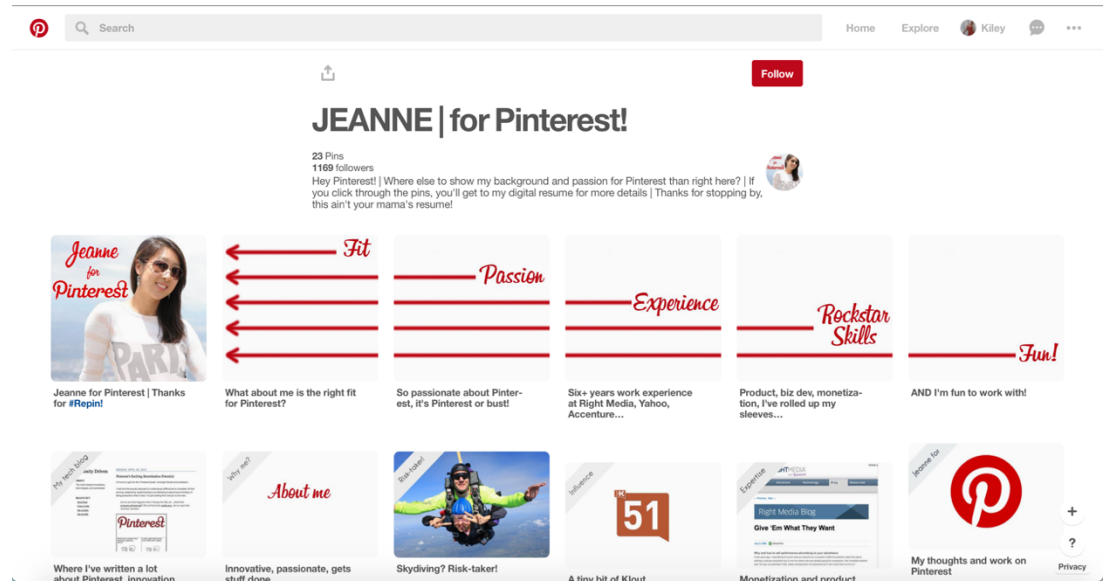 Search
Home Explore Kiley
Follow
JEANNE | for Pinterest!
23 Pins
1169 followers
Hey Pinterest! | Where else to show my background and passion for Pinterest than right here? | If
you click through the pins, you'll get to my digital resume for more details | Thanks for stopping by,
this ain't your mama's resume!
Jeanne
for
Pinterest
PARI
Fit
Passion
Experience
Rockstar
Skills
Fun!
Jeanne for Pinterest | Thanks
for #Repin!
What about me is the right fit
for Pinterest?
So passionate about Pinter-
est, it's Pinterest or bust!
Six+ years work experience
at Right Media, Yahoo,
Accenture...
Product, biz dev, monetiza-
tion, I've rolled up my
sleeves...
AND I'm fun to work with!
My tech blog
Pinterest
Where I've written a lot
about Pinterest, innovation
Why me?
About me
Innovative, passionate, gets
stuff done
Risk-taker!
Skydiving? Risk-taker!
Influence
K
51
A tiny bit of Klout
Expertise
Right Media Blog
Give 'Em What They Want
Monetization and product
Jeanne for
My thoughts and work on
Pinterest
+
?
Privacy